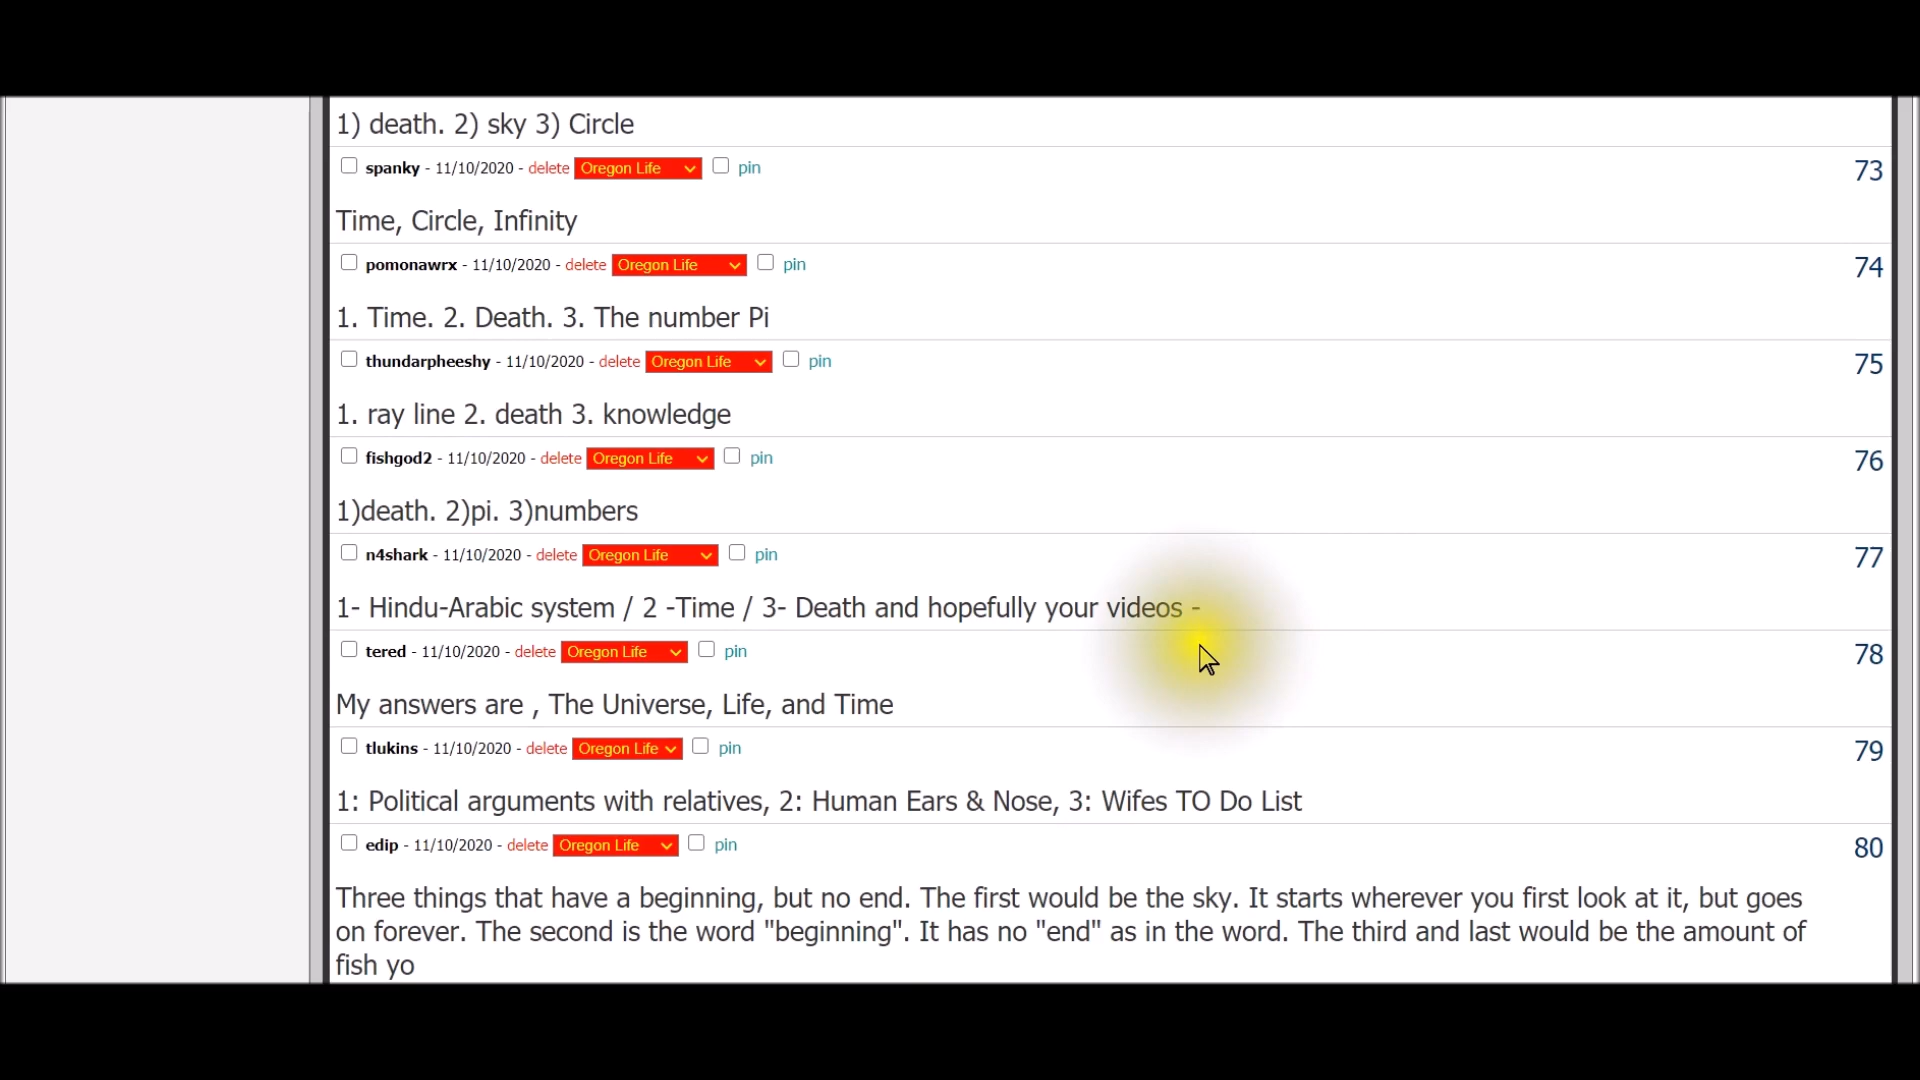 1) death. 2) sky 3) Circle
spanky - 11/10/2020 - delete Oregon Life pin 73
Time, Circle, Infinity
pomonawrx - 11/10/2020 - delete Oregon Life pin 74
1. Time. 2. Death. 3. The number Pi
thundarpheeshy - 11/10/2020 - delete Oregon Life pin 75
1. ray line 2. death 3. knowledge
fishgod2 - 11/10/2020 - delete Oregon Life pin 76
1)death. 2)pi. 3)numbers
n4shark - 11/10/2020 - delete Oregon Life pin 77
1- Hindu-Arabic system / 2 -Time / 3- Death and hopefully your videos -
tered - 11/10/2020 - delete Oregon Life pin 78
My answers are , The Universe, Life, and Time
tlukins - 11/10/2020 - delete Oregon Life pin 79
1: Political arguments with relatives, 2: Human Ears & Nose, 3: Wifes TO Do List
edip - 11/10/2020 - delete Oregon Life pin 80
Three things that have a beginning, but no end. The first would be the sky. It starts wherever you first look at it, but goes
on forever. The second is the word "beginning". It has no "end" as in the word. The third and last would be the amount of
fish yo